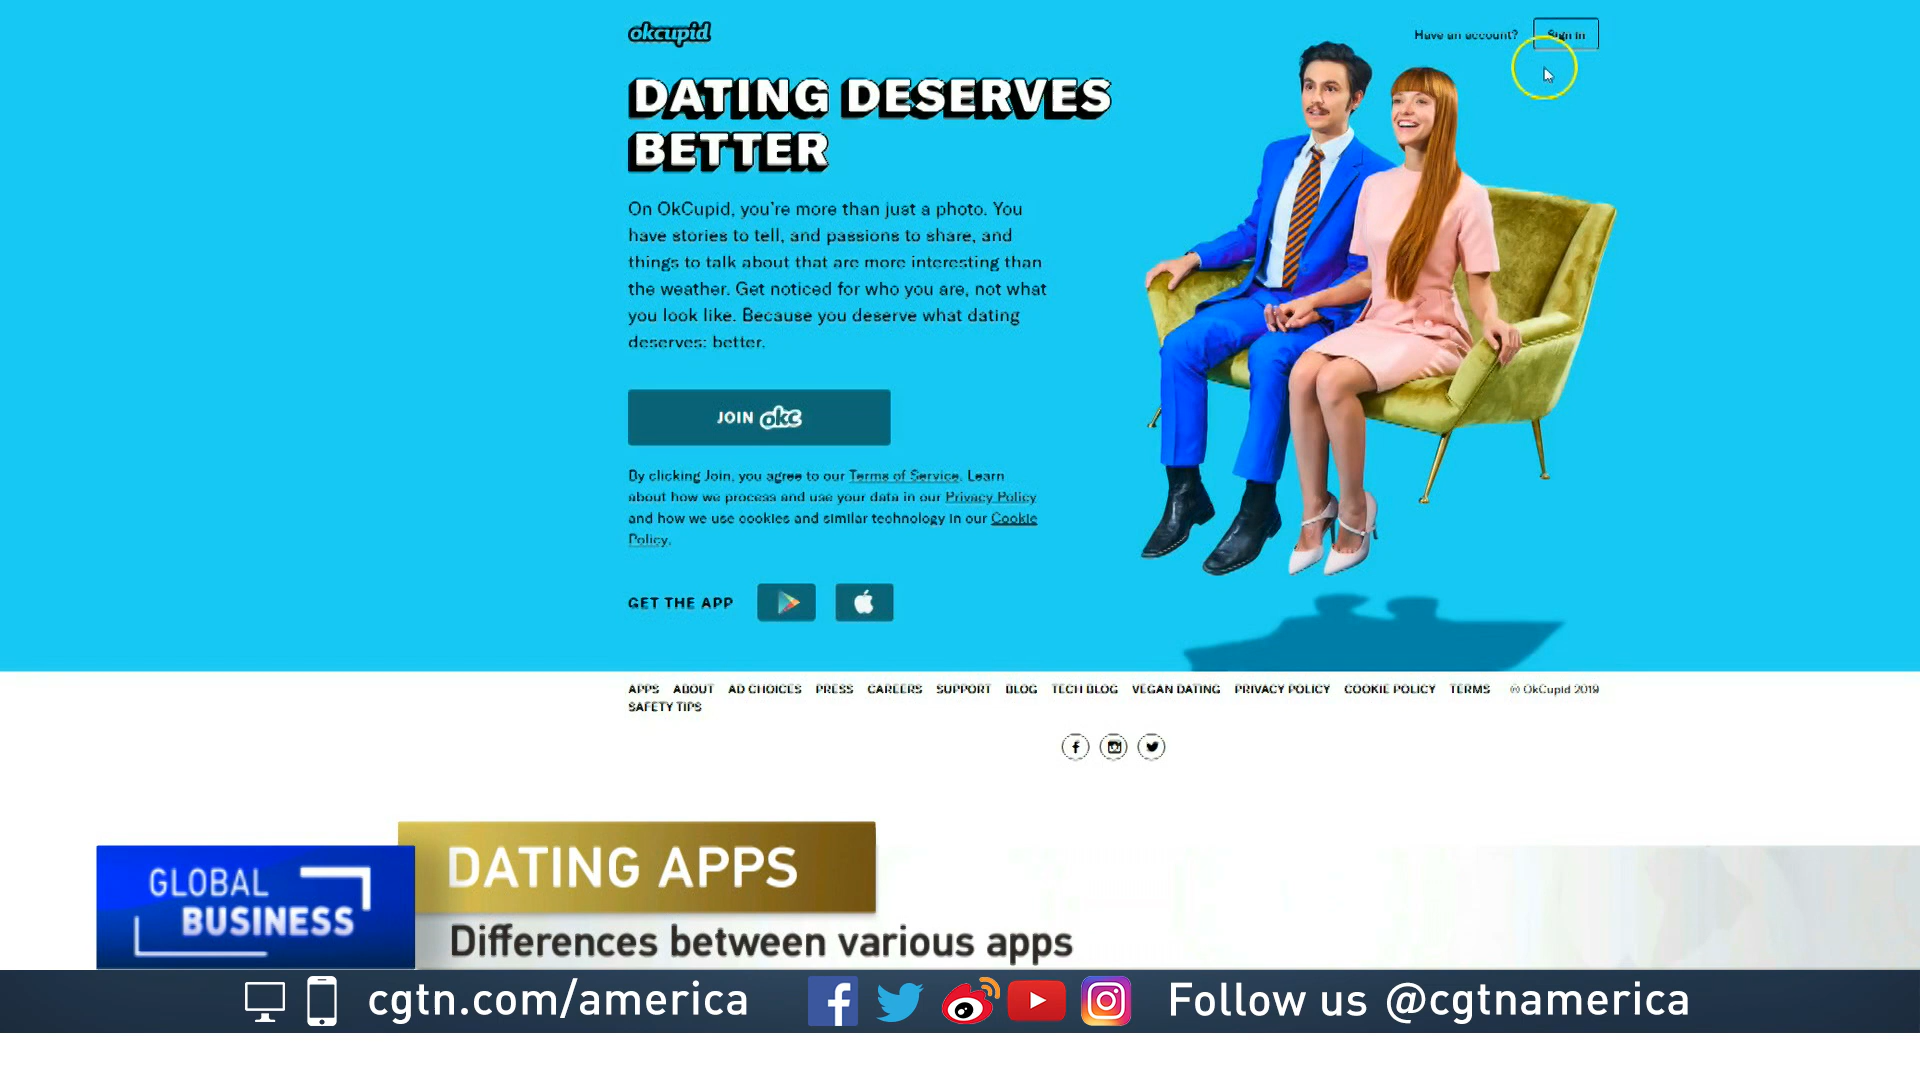 okcupid
Have an account?
Sign in
DATING DESERVES
BETTER
On OkCupid, you're more than just a photo. You
have stories to tell, and passions to share, and
things to talk about that are more interesting than
the weather. Get noticed for who you are, not what
you look like. Because you deserve what dating
deserves: better.
JOIN okc
By clicking Join, you agree to our Terms of Service. Learn
about how we process and use your data in our Privacy Policy
and how we use cookies and similar technology in our Cookie
Policy.
GET THE APP
APPS ABOUT AD CHOICES PRESS CAREERS SUPPORT BLOG TECH BLOG VEGAN DATING PRIVACY POLICY COOKIE POLICY TERMS © OkCupid 2019
SAFETY TIPS
GLOBAL
BUSINESS
DATING APPS
Differences between various apps
cgtn.com/america
Follow us @cgtnamerica